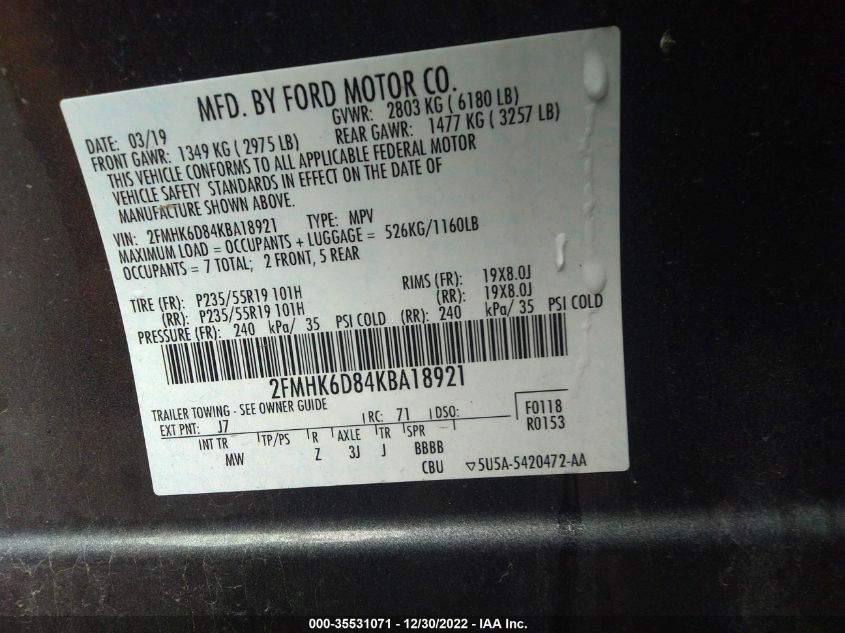 MFD. BY FORD MOTOR CO.
DATE: 03/19 GVWR: 2803 KG ( 6180 LB)
FRONT GAWR: 1349 KG ( 2975 LB) REAR GAWR: 1477 KG ( 3257 LB)
THIS VEHICLE CONFORMS TO ALL APPLICABLE FEDERAL MOTOR
VEHICLE SAFETY STANDARDS IN EFFECT ON THE DATE OF
MANUFACTURE SHOWN ABOVE.
VIN: 2FMHK6D84KBA18921 TYPE: MPV
MAXIMUM LOAD = OCCUPANTS + LUGGAGE = 526KG/1160LB
OCCUPANTS = 7 TOTAL; 2 FRONT, 5 REAR
TIRE (FR): P235/55R19 101H RIMS (FR): 19X8.0J
(RR): P235/55R19 101H (RR): 19X8.0J
PRESSURE (FR): 240 kPa/ 35 PSI COLD (RR): 240 kPa/ 35 PSI COLD
2FMHK6D84KBA18921
TRAILER TOWING - SEE OWNER GUIDE
EXT PNT: J7 RC: 71 DSO: F0118
R0153
INT TR TP/PS R AXLE TR SPR
MW Z 3J J BBBB
CBU ▽5U5A-5420472-AA
000-35531071 - 12/30/2022 - IAA Inc.